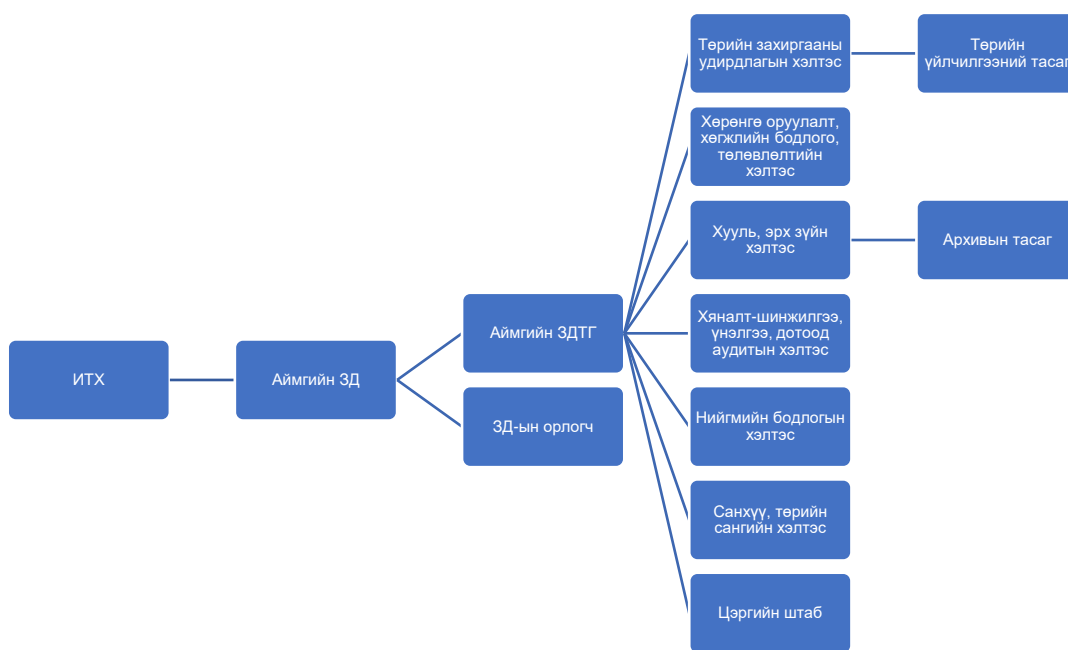 ИТХ
Аймгийн ЗД
Аймгийн ЗДТГ
ЗД-ын орлогч
Төрийн захиргааны
удирдлагын хэлтэс
Төрийн
үйлчилгээний тасаг
Хөрөнгө оруулалт,
хөгжлийн бодлого,
төлөвлөлтийн
хэлтэс
Хууль, эрх зүйн
хэлтэс
Архивын тасаг
Хяналт-шинжилгээ,
үнэлгээ, дотоод
аудитын хэлтэс
Нийгмийн бодлогын
хэлтэс
Санхүү, төрийн
сангийн хэлтэс
Цэргийн штаб